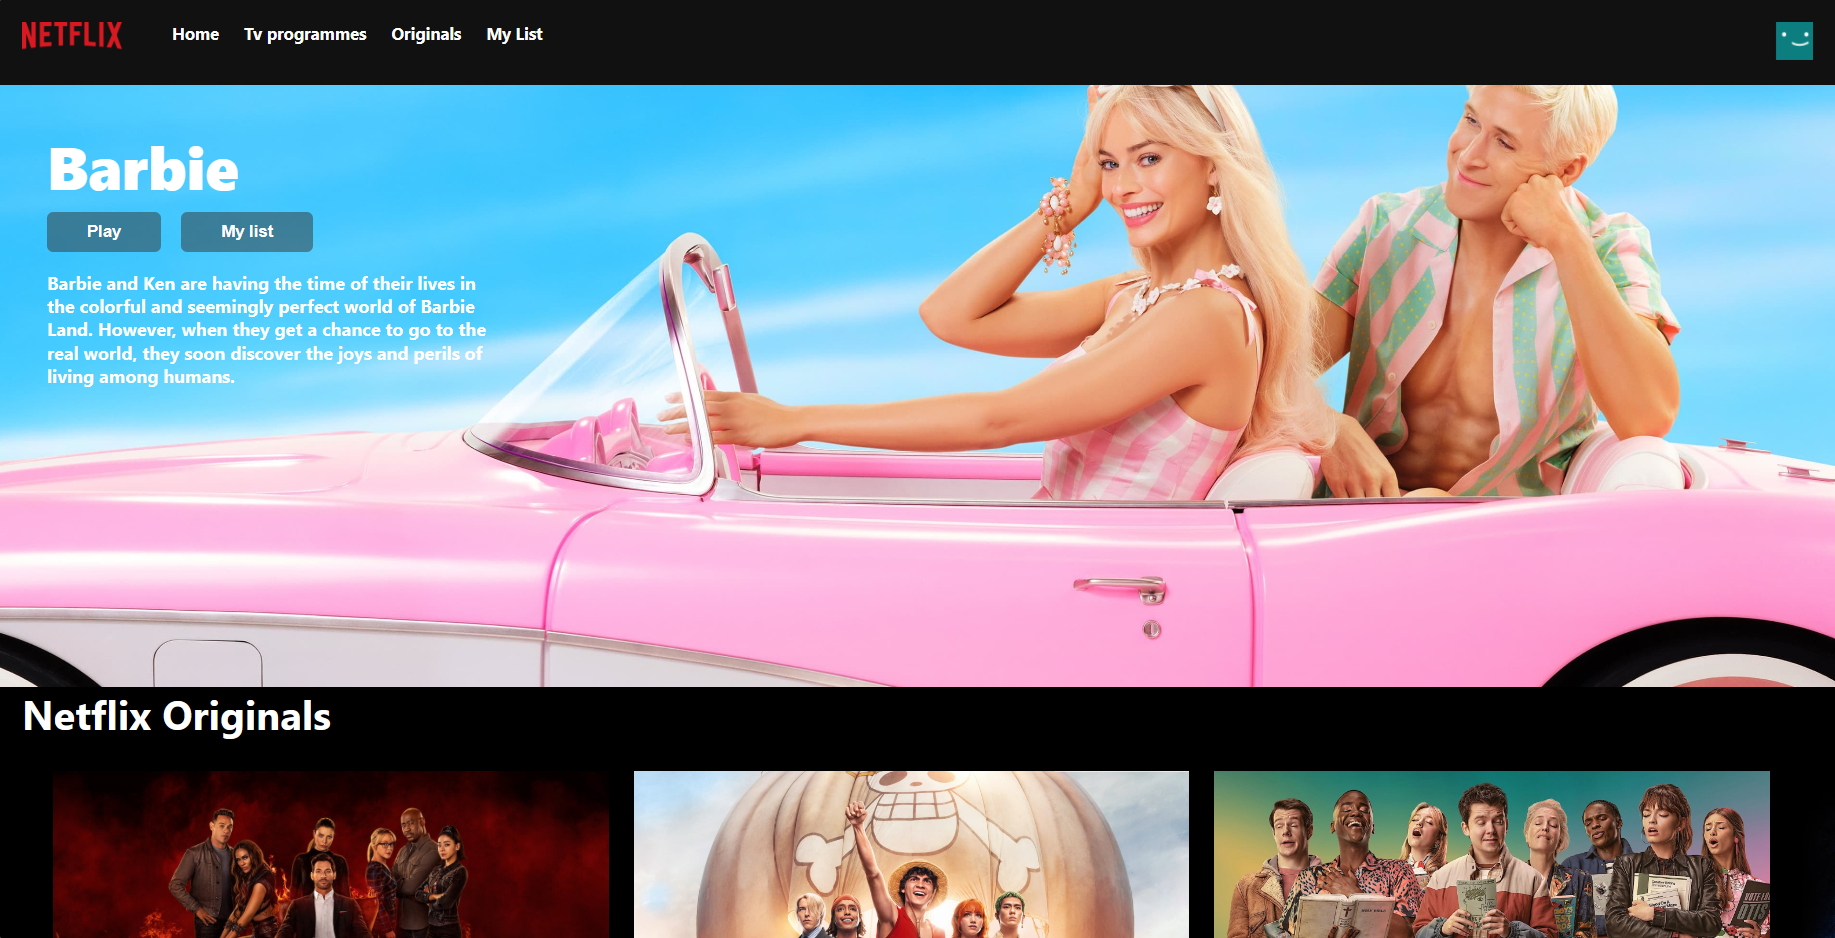 NETFLIX
Home
Tv programmes
Originals
My List
Barbie
Play
My list
Barbie and Ken are having the time of their lives in
the colorful and seemingly perfect world of Barbie
Land. However, when they get a chance to go to the
real world, they soon discover the joys and perils of
living among humans.
Netflix Originals